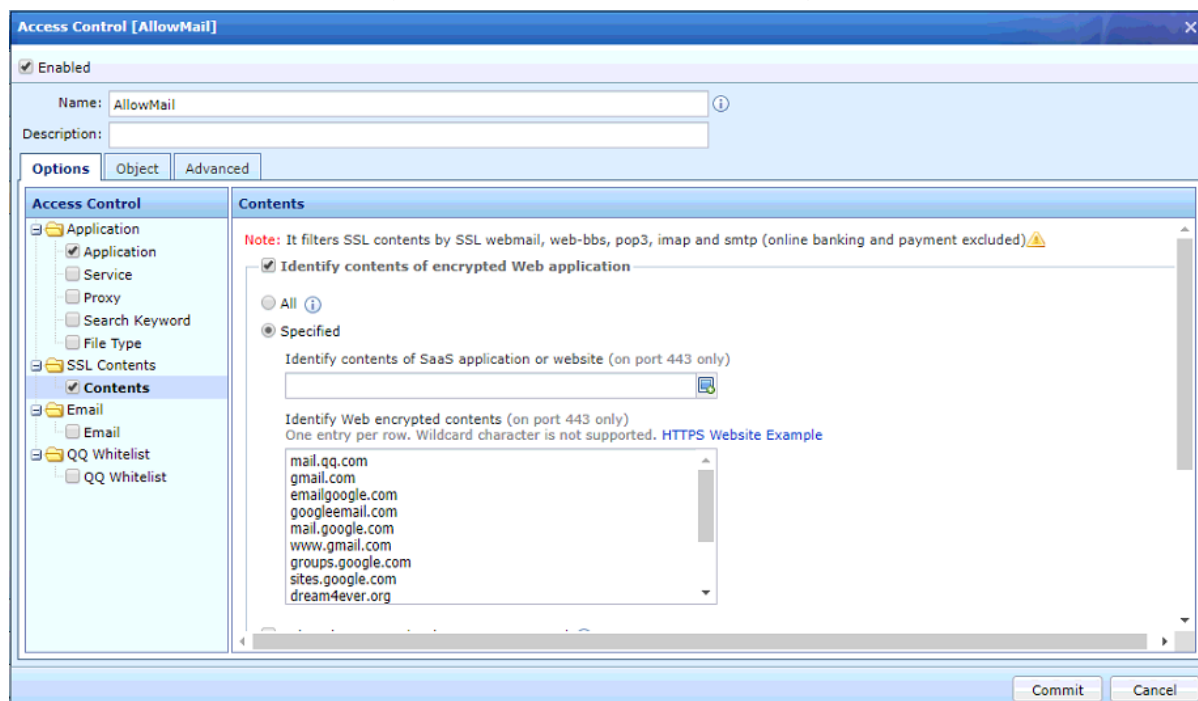 Access Control [AllowMail]
Enabled
Name: AllowMail
Description:
Options Object Advanced
Access Control
Application
Application
Service
Proxy
Search Keyword
File Type
SSL Contents
Contents
Email
Email
QQ Whitelist
QQ Whitelist
Contents
Note: It filters SSL contents by SSL webmail, web-bbs, pop3, imap and smtp (online banking and payment excluded)
Identify contents of encrypted Web application
All
Specified
Identify contents of SaaS application or website (on port 443 only)
Identify Web encrypted contents (on port 443 only)
One entry per row. Wildcard character is not supported. HTTPS Website Example
mail.qq.com
gmail.com
emailgoogle.com
googleemail.com
mail.google.com
www.gmail.com
groups.google.com
sites.google.com
dream4ever.org
Commit Cancel